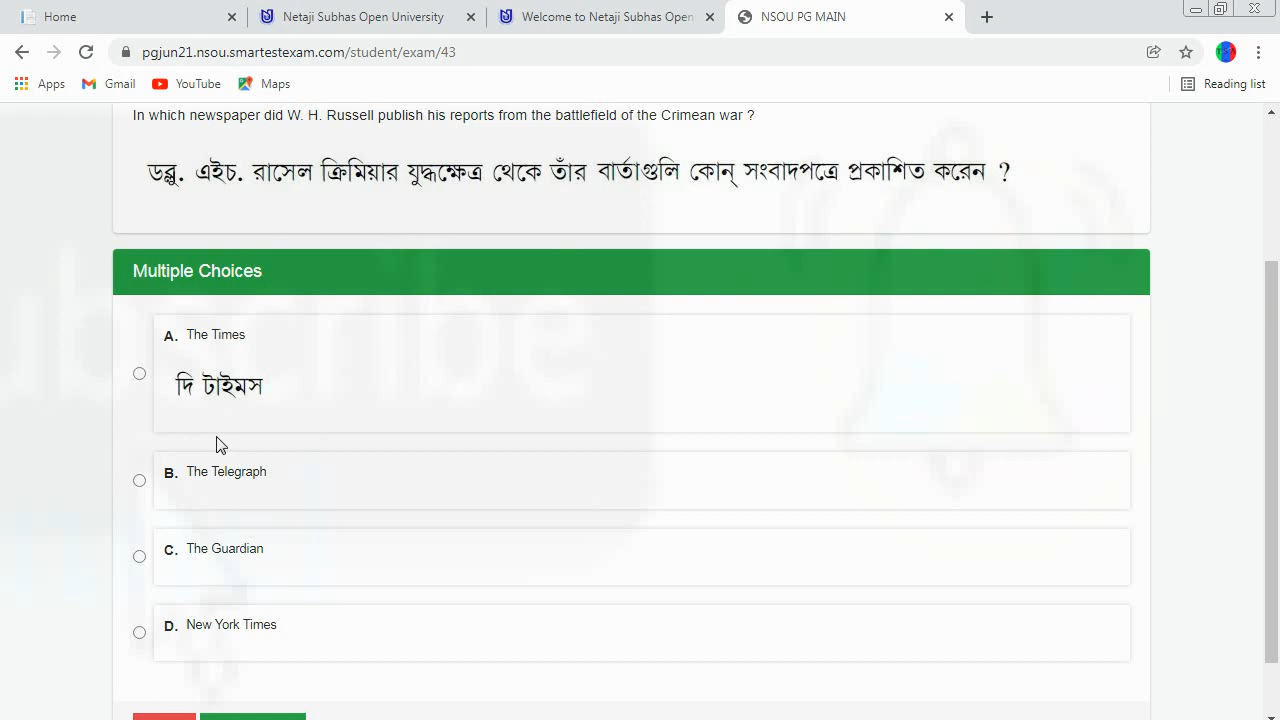 Home
Netaji Subhas Open University
Welcome to Netaji Subhas Open
NSOU PG MAIN
pgjun21.nsou.smartestexam.com/student/exam/43
Apps
Gmail
YouTube
Maps
Reading list
In which newspaper did W. H. Russell publish his reports from the battlefield of the Crimean war ?
ডব্লু. এইচ. রাসেল ক্রিমিয়ার যুদ্ধক্ষেত্র থেকে তাঁর বার্তাগুলি কোন্ সংবাদপত্রে প্রকাশিত করেন ?
Multiple Choices
A. The Times
দি টাইমস
B. The Telegraph
C. The Guardian
D. New York Times
ubscribe